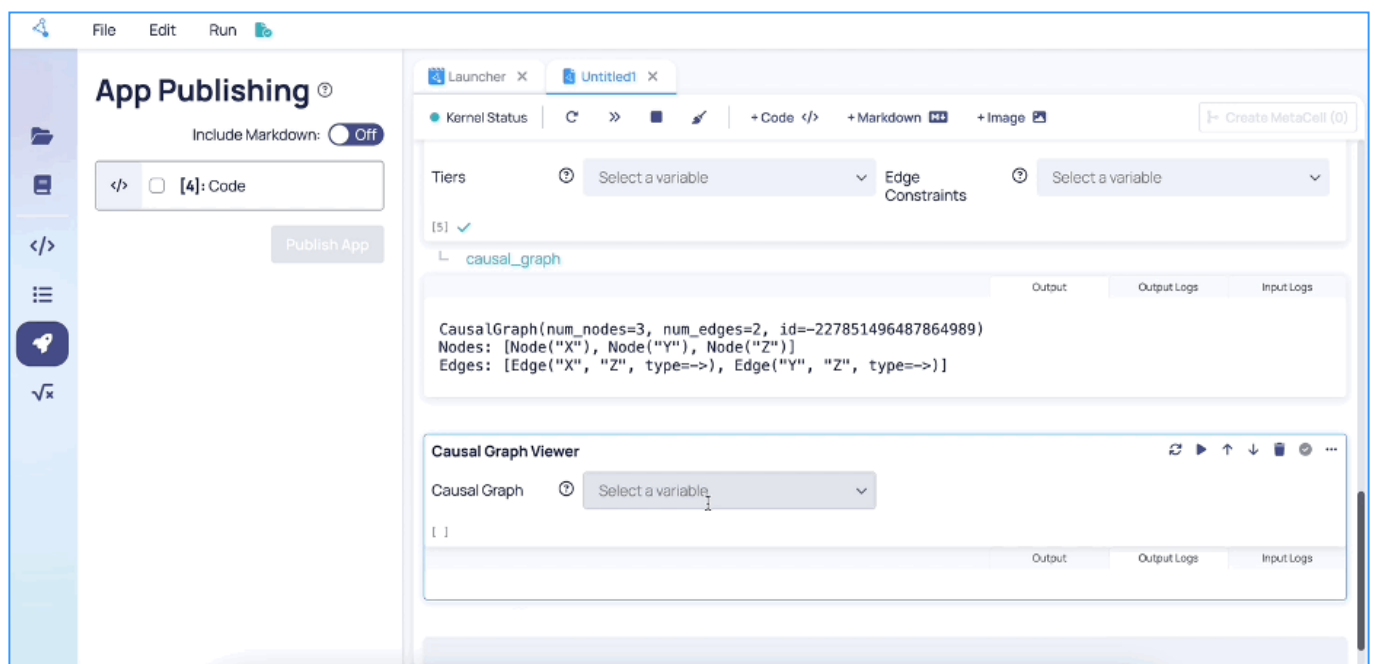 File Edit Run
App Publishing
Include Markdown: Off
[4]: Code
Publish App
Launcher Untitled1
Kernel Status +Code </> +Markdown M+ +Image Create MetaCell (0)
Tiers Select a variable Edge Constraints Select a variable
[5]
causal_graph
Output Output Logs Input Logs
CausalGraph(num_nodes=3, num_edges=2, id=-227851496487864989)
Nodes: [Node("X"), Node("Y"), Node("Z")]
Edges: [Edge("X", "Z", type=->), Edge("Y", "Z", type=->)]
Causal Graph Viewer
Causal Graph Select a variable
[ ]
Output Output Logs Input Logs